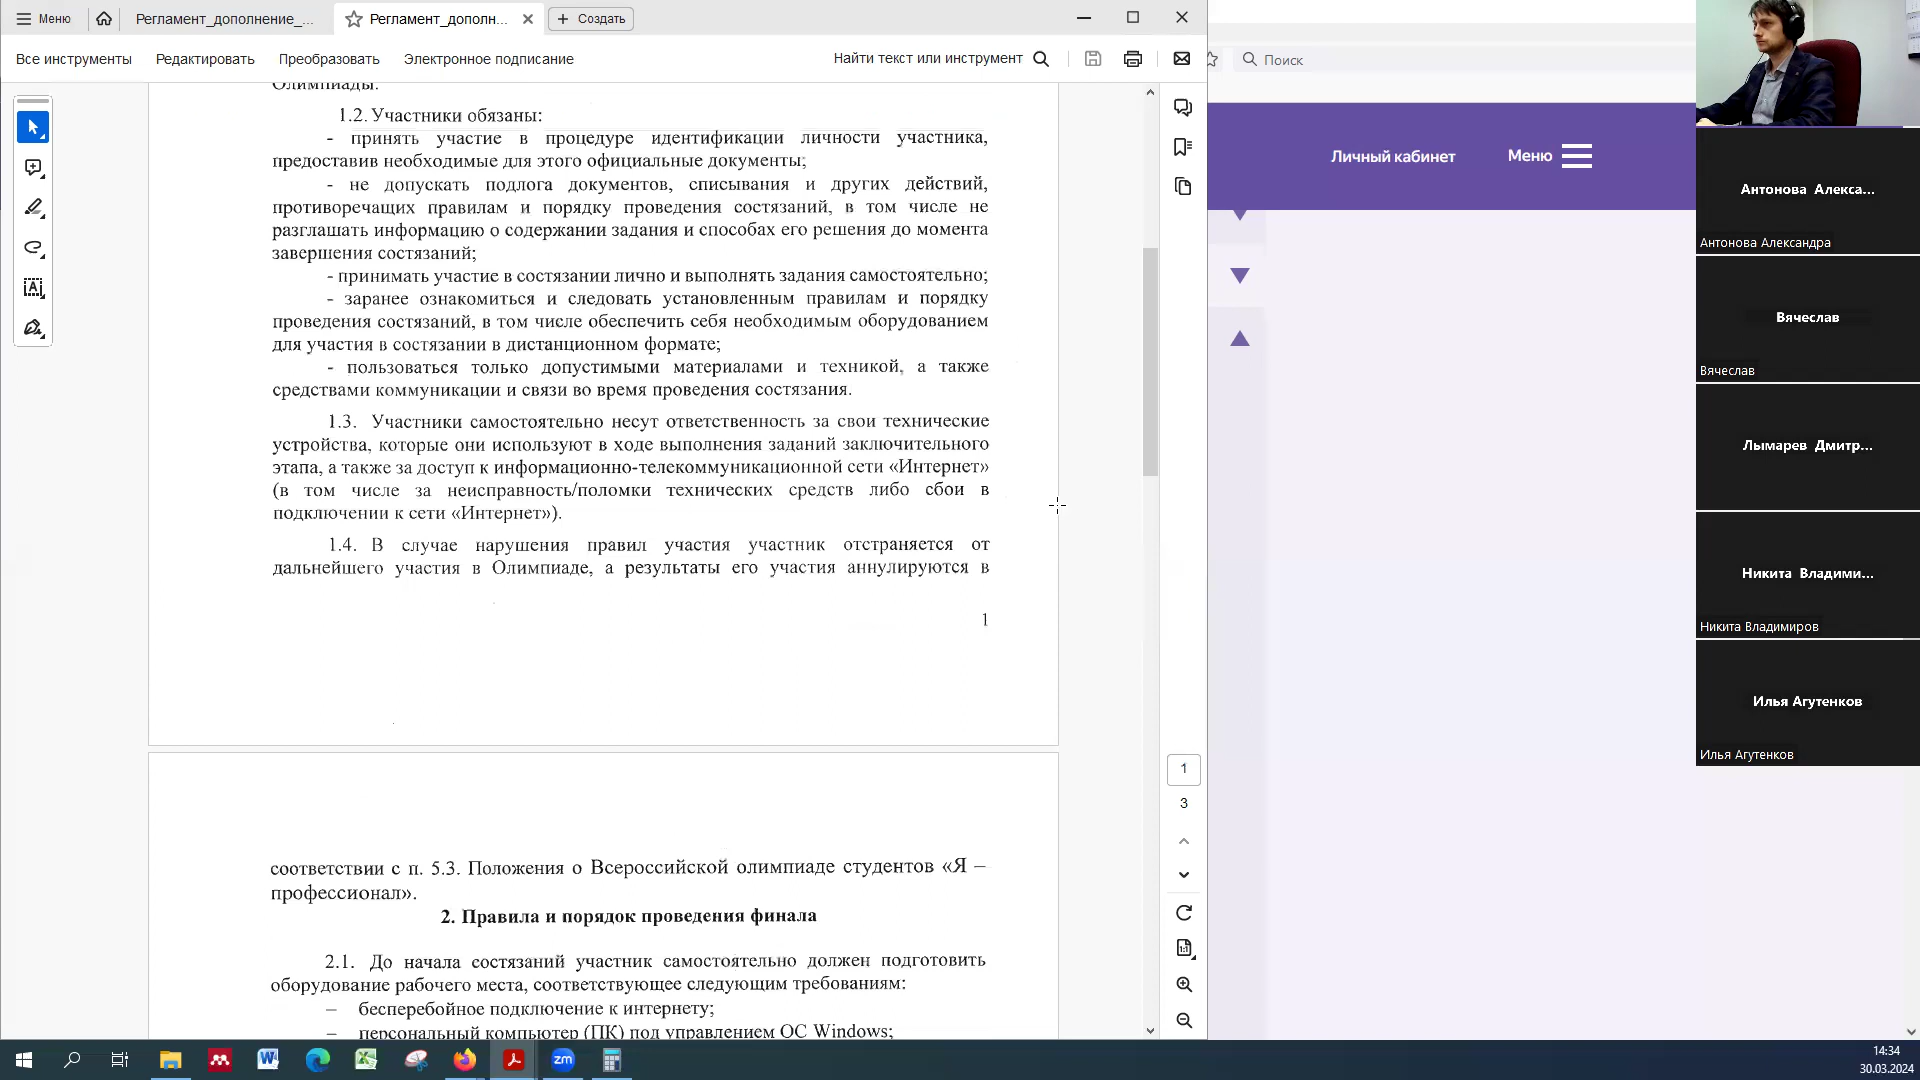 Меню
Регламент_дополнение_...
Регламент_дополн...
Создать
Все инструменты
Редактировать
Преобразовать
Электронное подписание
Найти текст или инструмент
Олимпиады.
1.2. Участники обязаны:
- принять участие в процедуре идентификации личности участника,
предоставив необходимые для этого официальные документы;
- не допускать подлога документов, списывания и других действий,
противоречащих правилам и порядку проведения состязаний, в том числе не
разглашать информацию о содержании задания и способах его решения до момента
завершения состязаний;
- принимать участие в состязании лично и выполнять задания самостоятельно;
- заранее ознакомиться и следовать установленным правилам и порядку
проведения состязаний, в том числе обеспечить себя необходимым оборудованием
для участия в состязании в дистанционном формате;
- пользоваться только допустимыми материалами и техникой, а также
средствами коммуникации и связи во время проведения состязания.
1.3. Участники самостоятельно несут ответственность за свои технические
устройства, которые они используют в ходе выполнения заданий заключительного
этапа, а также за доступ к информационно-телекоммуникационной сети «Интернет»
(в том числе за неисправность/поломки технических средств либо сбои в
подключении к сети «Интернет»).
1.4. В случае нарушения правил участия участник отстраняется от
дальнейшего участия в Олимпиаде, а результаты его участия аннулируются в
1
соответствии с п. 5.3. Положения о Всероссийской олимпиаде студентов «Я –
профессионал».
2. Правила и порядок проведения финала
2.1. До начала состязаний участник самостоятельно должен подготовить
оборудование рабочего места, соответствующее следующим требованиям:
– бесперебойное подключение к интернету;
– персональный компьютер (ПК) под управлением ОС Windows;
1
3
Поиск
Личный кабинет
Меню
Антонова Алекса...
Антонова Александра
Вячеслав
Вячеслав
Лымарев Дмитр...
Никита Владими...
Никита Владимиров
Илья Агутенков
Илья Агутенков
zm
14:34
30.03.2024